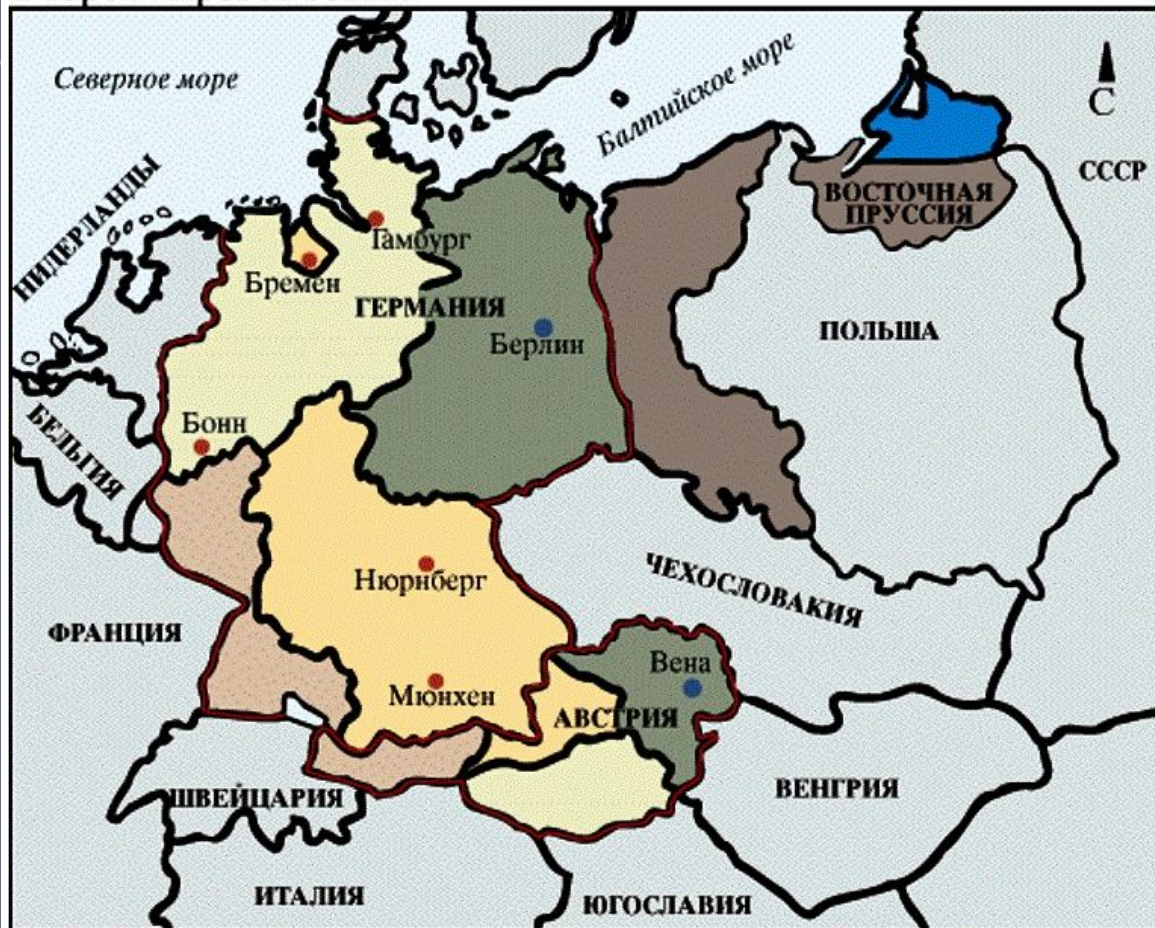 Северное море
Балтийское море
С
СССР
НИДЕРЛАНДЫ
ВОСТОЧНАЯ
ПРУССИЯ
Гамбург
Бремен
ГЕРМАНИЯ
ПОЛЬША
Берлин
БЕЛЬГИЯ
Бонн
ЧЕХОСЛОВАКИЯ
Нюрнберг
ФРАНЦИЯ
Вена
Мюнхен
АВСТРИЯ
ШВЕЙЦАРИЯ
ВЕНГРИЯ
ИТАЛИЯ
ЮГОСЛАВИЯ